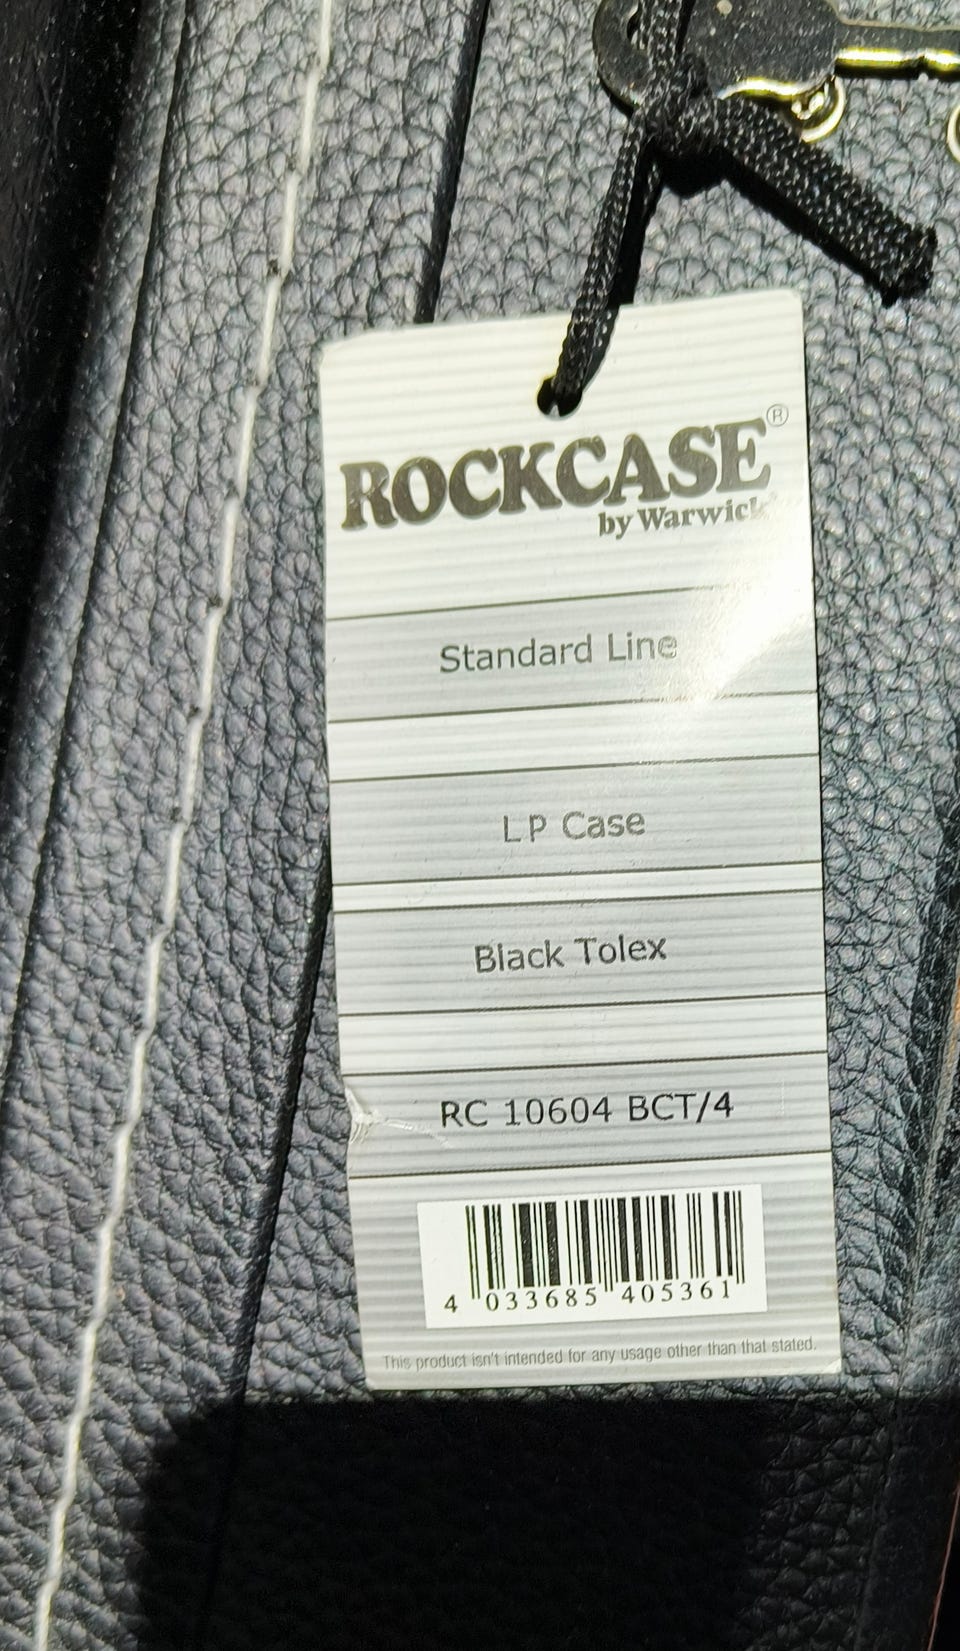 ROCKCASE®
by Warwick
Standard Line
LP Case
Black Tolex
RC 10604 BCT/4
4 033685 405361
This product isn't intended for any usage other than that stated.